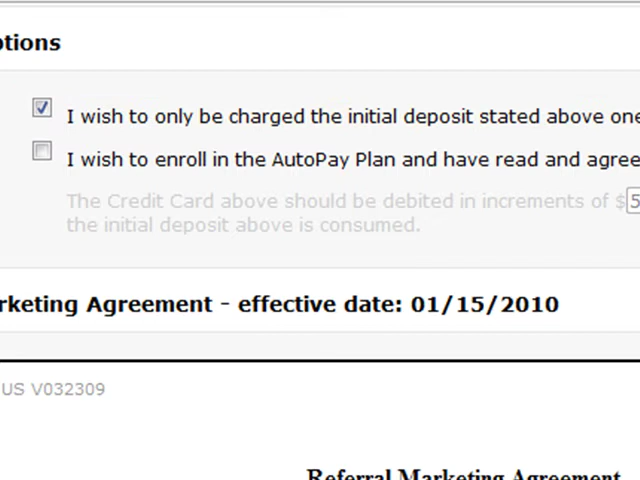 ptions
I wish to only be charged the initial deposit stated above one
I wish to enroll in the AutoPay Plan and have read and agree
The Credit Card above should be debited in increments of $ 5
the initial deposit above is consumed.
rketing Agreement - effective date: 01/15/2010
US V032309
Referral Marketing Agreement